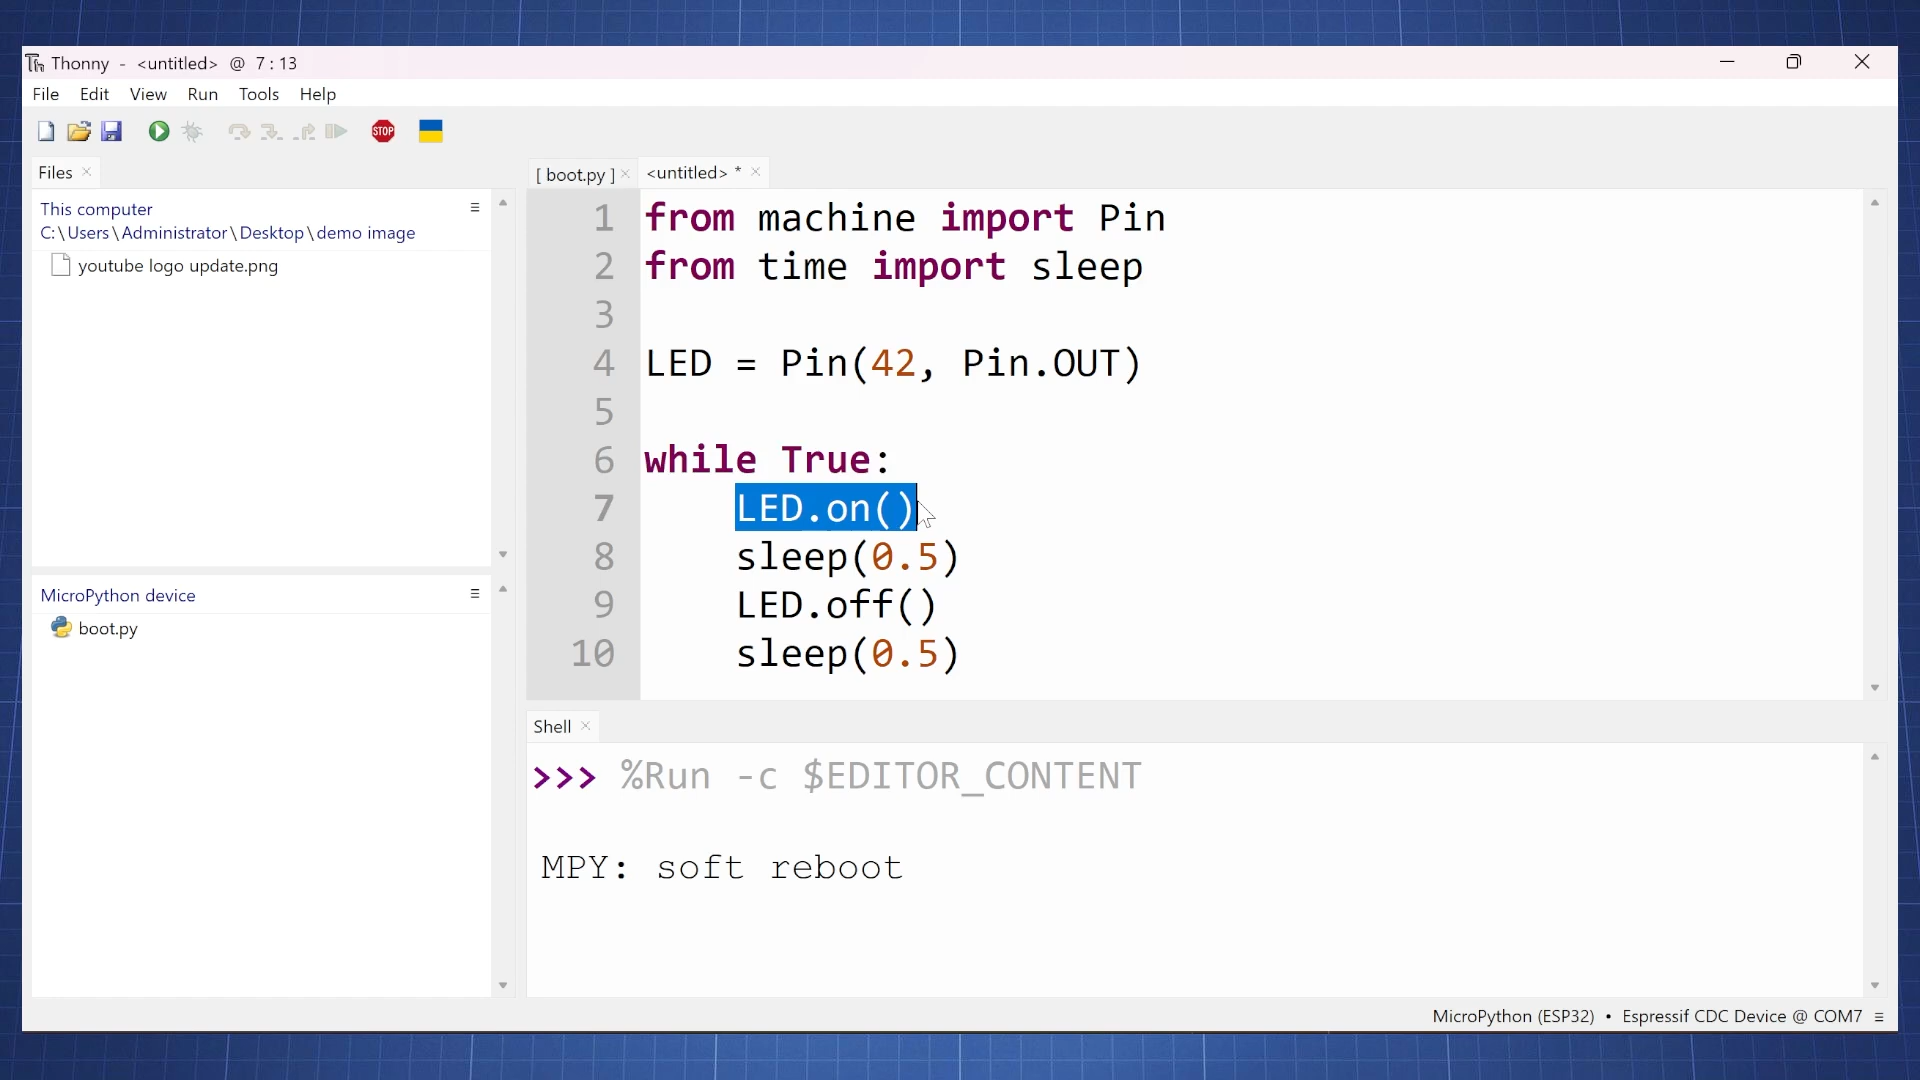 Thonny - <untitled> @ 7:13
File Edit View Run Tools Help
STOP
Files
This computer
C:\Users\Administrator\Desktop\demo image
youtube logo update.png
MicroPython device
boot.py
[ boot.py ] <untitled> *
1 from machine import Pin
2 from time import sleep
3
4 LED = Pin(42, Pin.OUT)
5
6 while True:
7 LED.on()
8 sleep(0.5)
9 LED.off()
10 sleep(0.5)
Shell
>>> %Run -c $EDITOR_CONTENT
MPY: soft reboot
MicroPython (ESP32) • Espressif CDC Device @ COM7